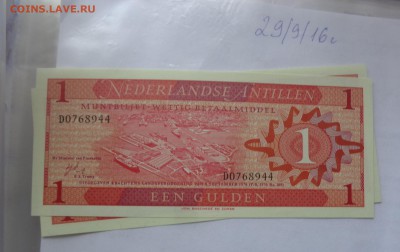 COINS.LAVE.RU
29/9/16г
NEDERLANDSE ANTILLEN
1
MUNTBILJET · WETTIG BETAALMIDDEL
1
D0768944
1
D0768944
1
EEN GULDEN
1